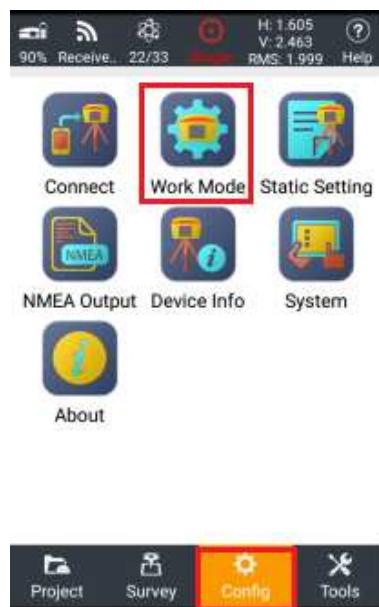 90% Receive.. 22/33 Single H: 1.605 V: 2.463 RMS: 1.999 Help
Connect Work Mode Static Setting
NMEA
NMEA Output Device Info System
About
Project Survey Config Tools